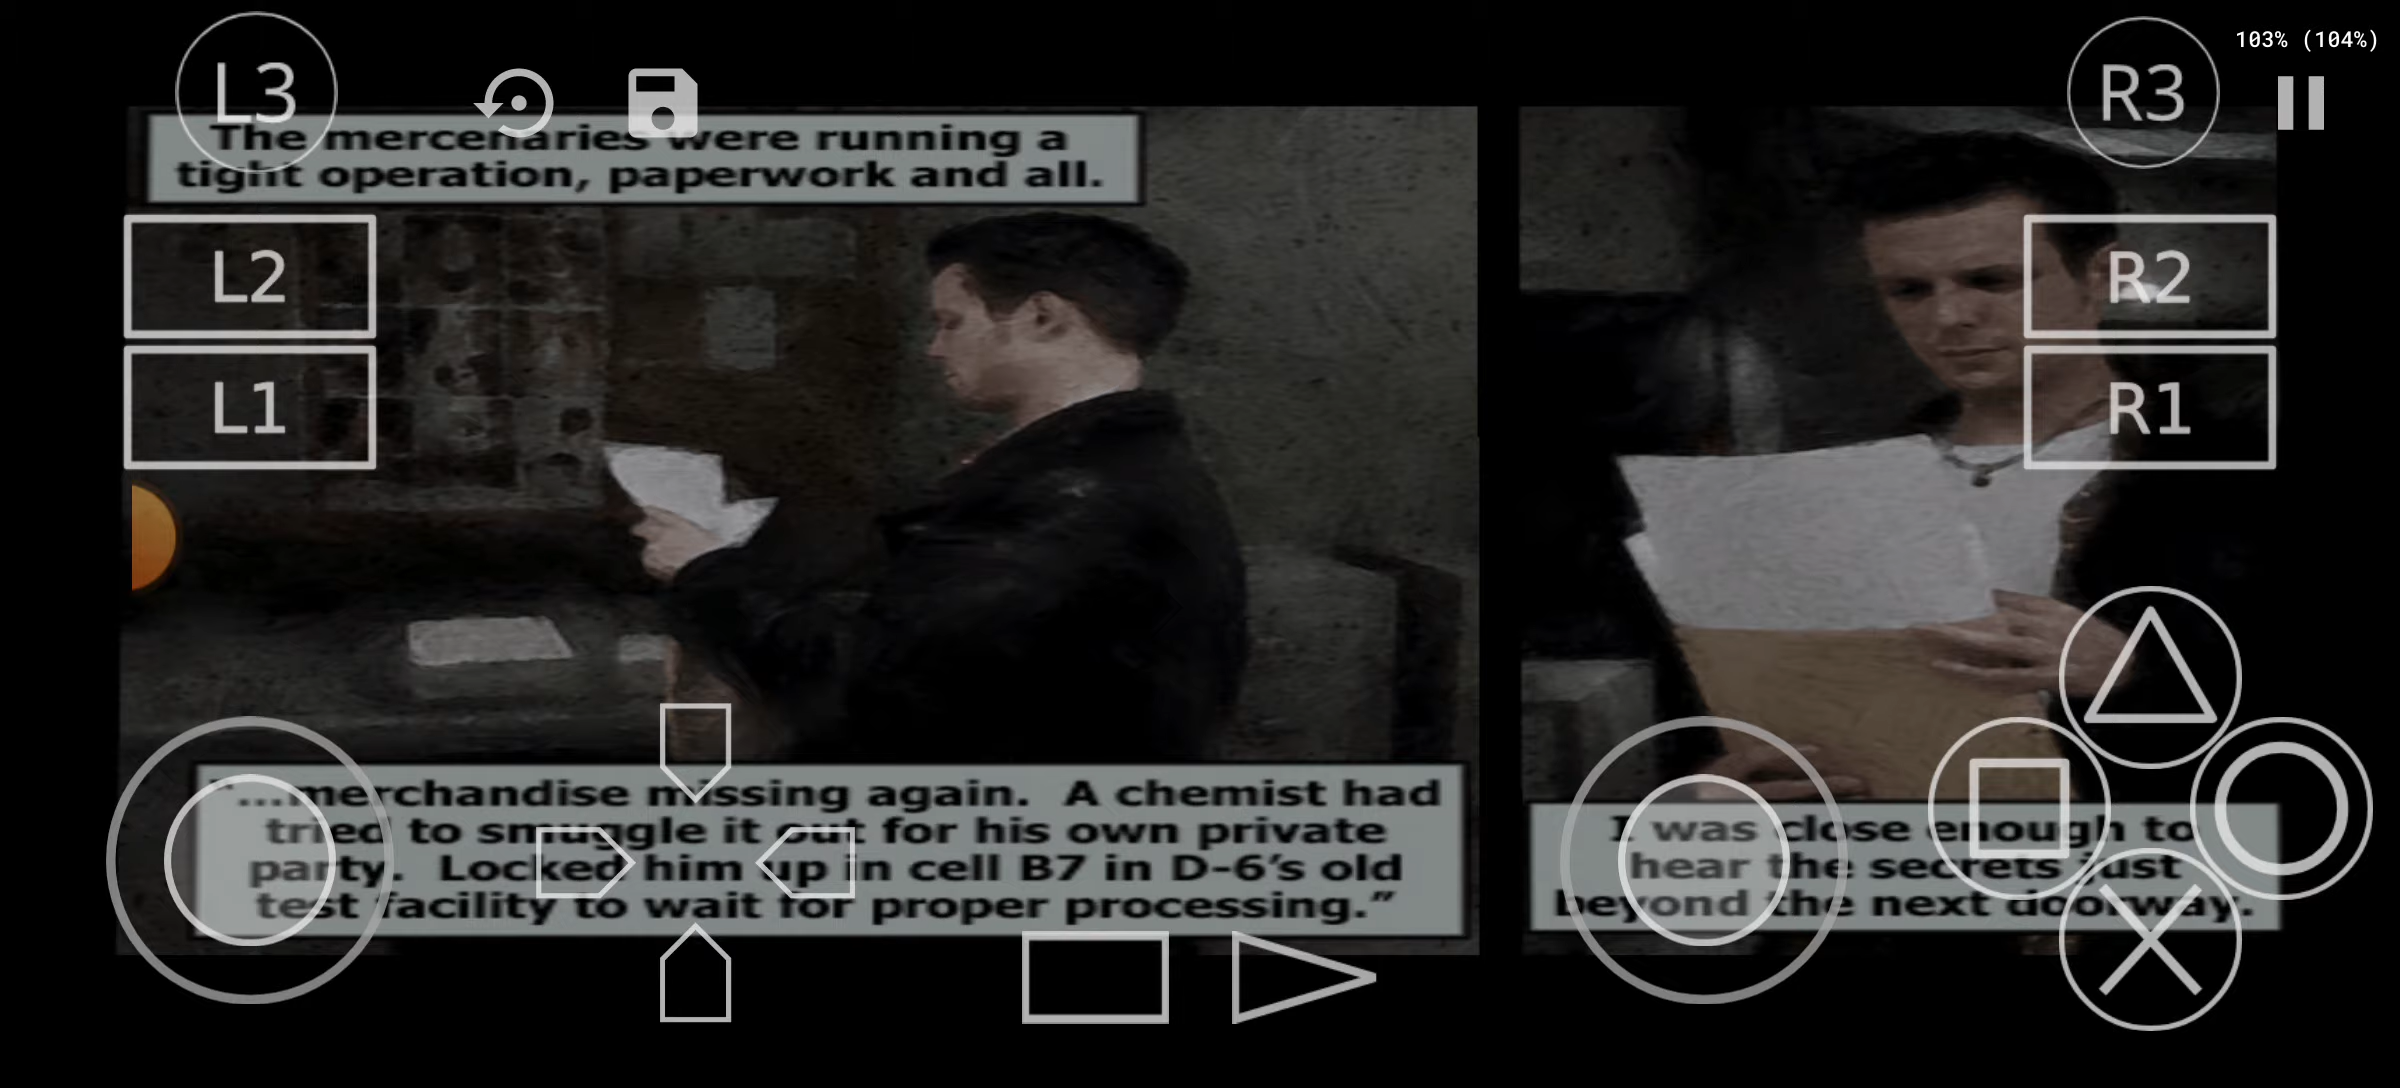 103% (104%)
L3
R3
The mercenaries were running a
tight operation, paperwork and all.
L2
R2
L1
R1
"...merchandise missing again. A chemist had
tried to smuggle it out for his own private
party. Locked him up in cell B7 in D-6's old
test facility to wait for proper processing."
I was close enough to
hear the secrets just
beyond the next doorway.